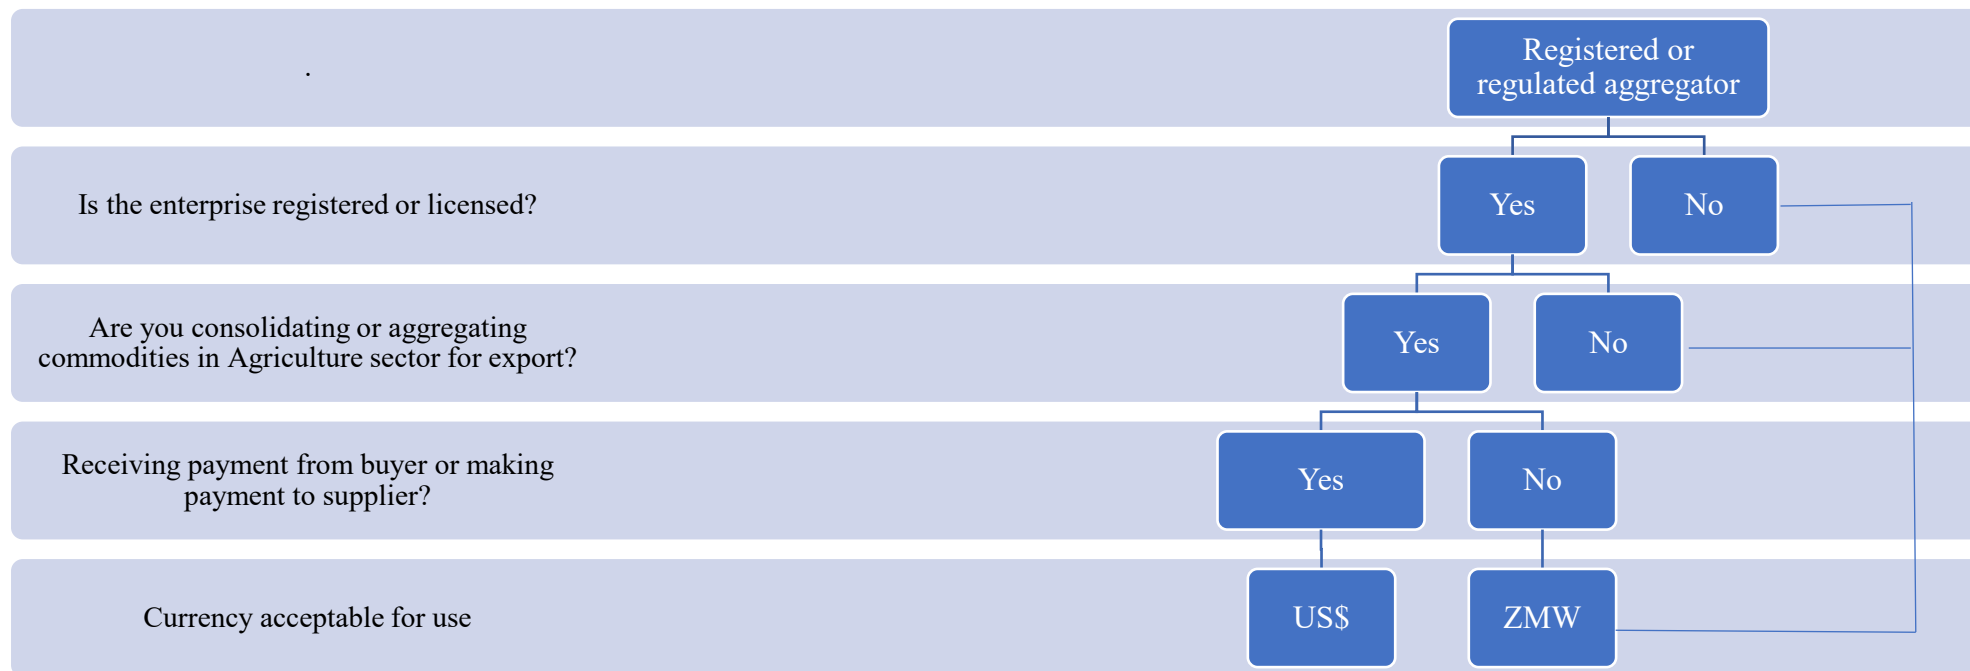 .
Registered or
regulated aggregator
Is the enterprise registered or licensed?
Yes
No
Are you consolidating or aggregating
commodities in Agriculture sector for export?
Yes
No
Receiving payment from buyer or making
payment to supplier?
Yes
No
Currency acceptable for use
US$
ZMW